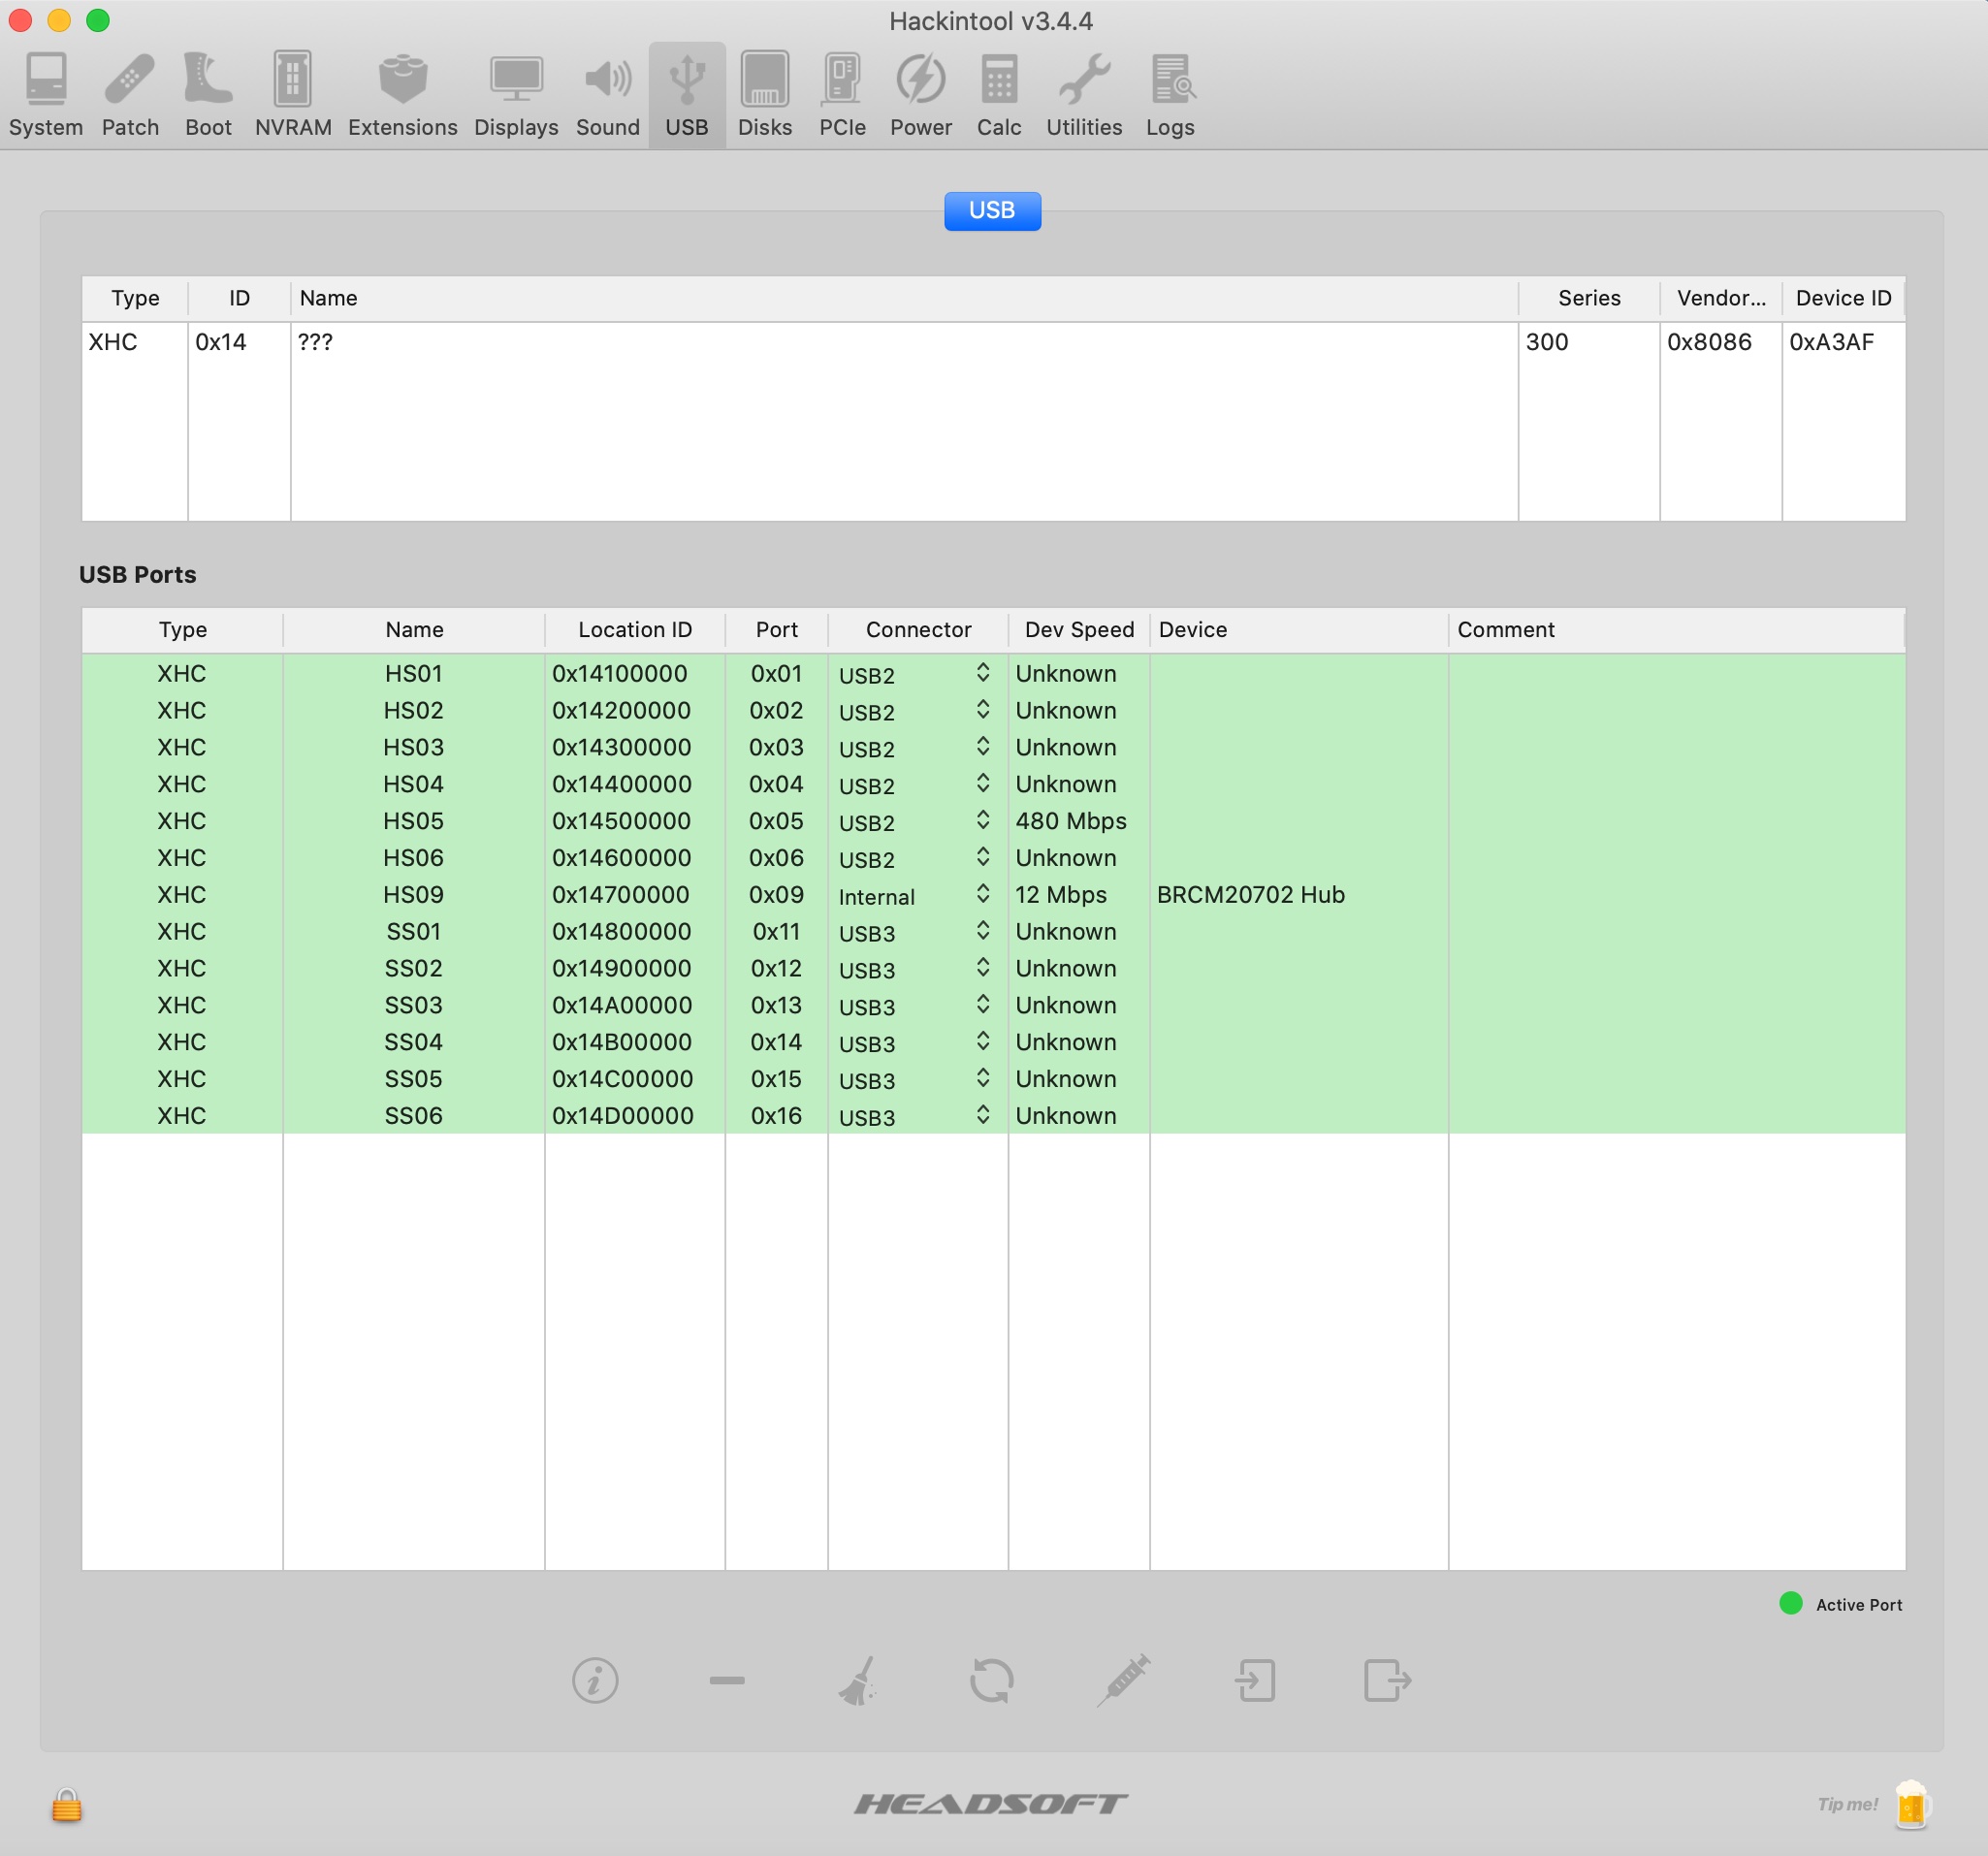 Hackintool v3.4.4
System Patch Boot NVRAM Extensions Displays Sound USB Disks PCIe Power Calc Utilities Logs
USB
Type ID Name Series Vendor... Device ID
XHC 0x14 ??? 300 0x8086 0xA3AF
USB Ports
Type Name Location ID Port Connector Dev Speed Device Comment
XHC HS01 0x14100000 0x01 USB2 Unknown
XHC HS02 0x14200000 0x02 USB2 Unknown
XHC HS03 0x14300000 0x03 USB2 Unknown
XHC HS04 0x14400000 0x04 USB2 Unknown
XHC HS05 0x14500000 0x05 USB2 480 Mbps
XHC HS06 0x14600000 0x06 USB2 Unknown
XHC HS09 0x14700000 0x09 Internal 12 Mbps BRCM20702 Hub
XHC SS01 0x14800000 0x11 USB3 Unknown
XHC SS02 0x14900000 0x12 USB3 Unknown
XHC SS03 0x14A00000 0x13 USB3 Unknown
XHC SS04 0x14B00000 0x14 USB3 Unknown
XHC SS05 0x14C00000 0x15 USB3 Unknown
XHC SS06 0x14D00000 0x16 USB3 Unknown
Active Port
HEADSOFT
Tip me!